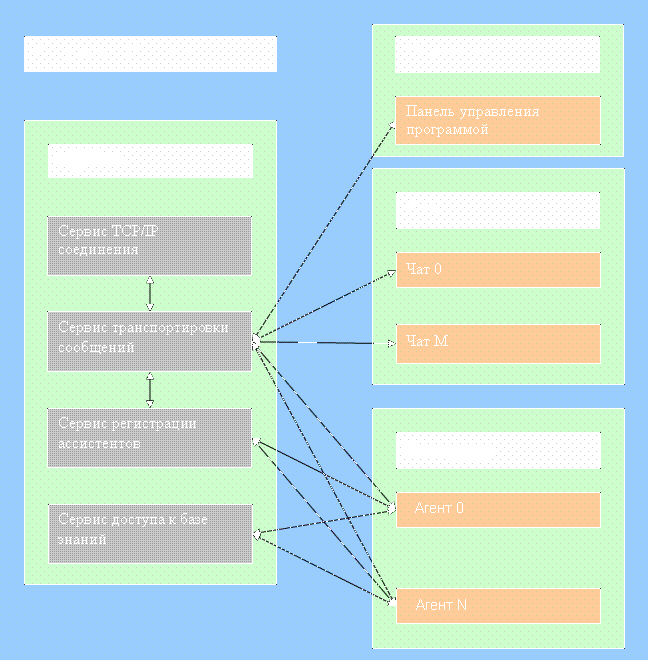 Сервис TCP/IP
соединения
Сервис транспортировки
сообщений
Сервис регистрации
ассистентов
Сервис доступа к базе
знаний
Панель управления
программой
Чат 0
Чат M
Агент 0
Агент N